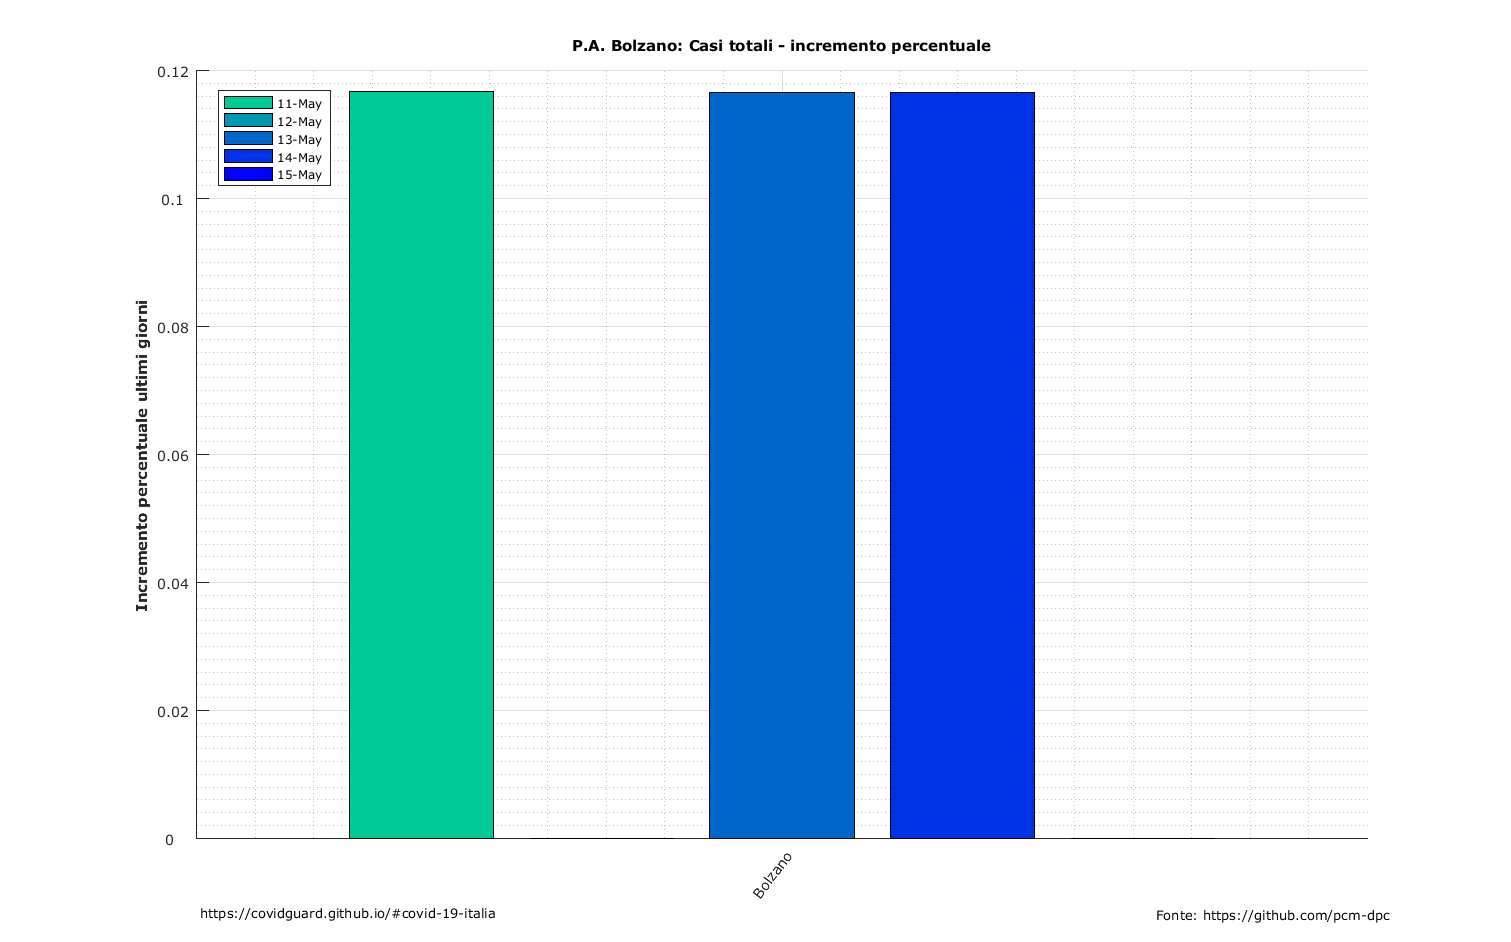 P.A. Bolzano: Casi totali - incremento percentuale
0.12
0.1
0.08
0.06
0.04
0.02
0
Incremento percentuale ultimi giorni
11-May
12-May
13-May
14-May
15-May
Bolzano
https://covidguard.github.io/#covid-19-italia
Fonte: https://github.com/pcm-dpc